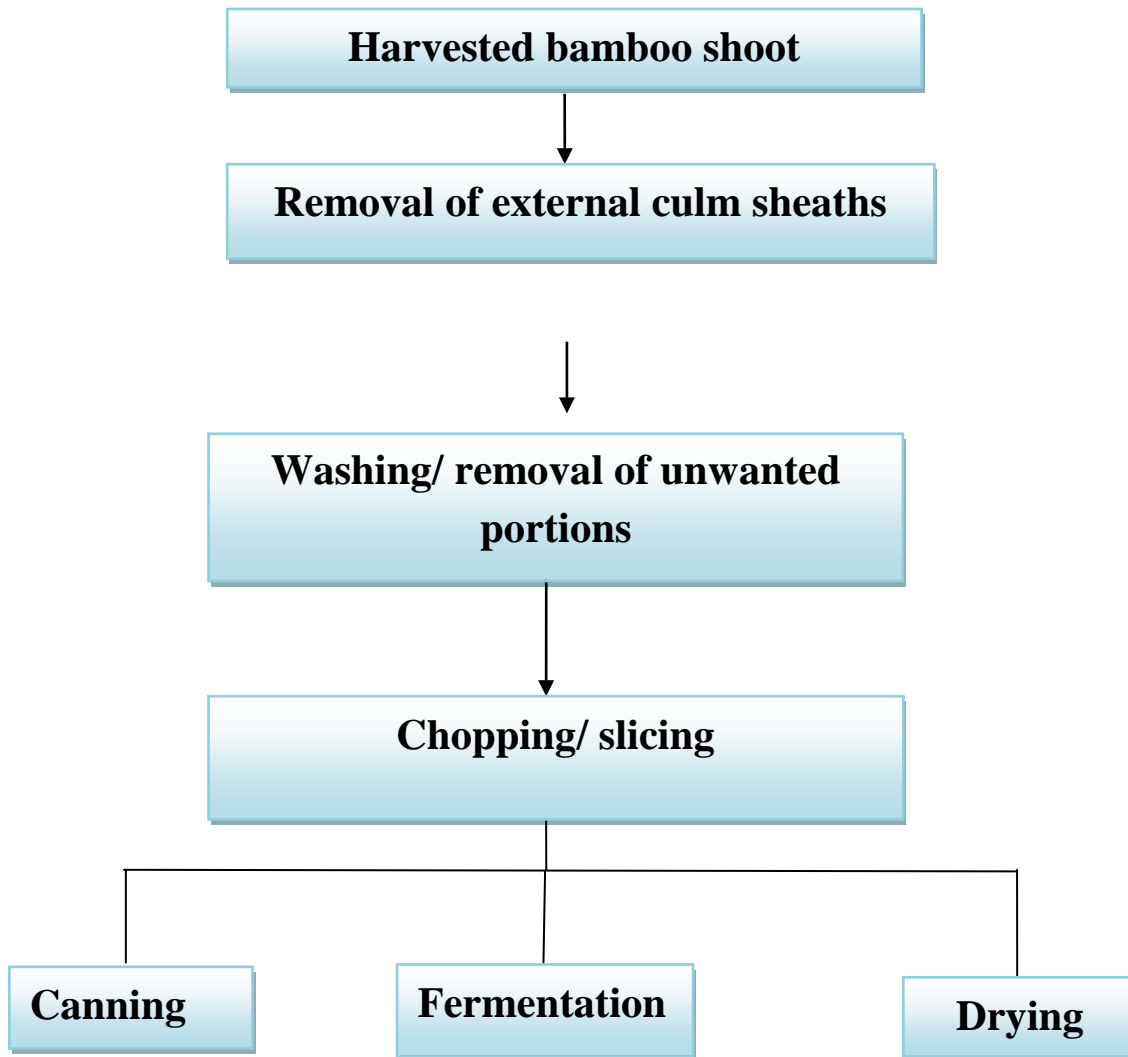 Harvested bamboo shoot
Removal of external culm sheaths
Washing/ removal of unwanted
portions
Chopping/ slicing
Canning
Fermentation
Drying